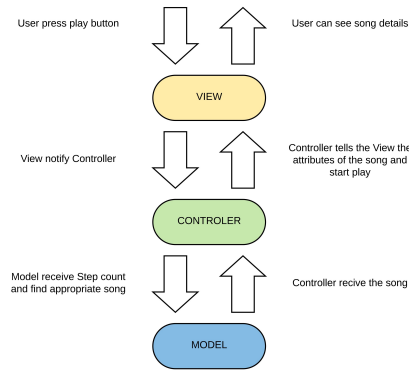 User press play button
User can see song details
VIEW
View notify Controller
Controller tells the View the
attributes of the song and
start play
CONTROLER
Model receive Step count
and find appropriate song
Controller recive the song
MODEL